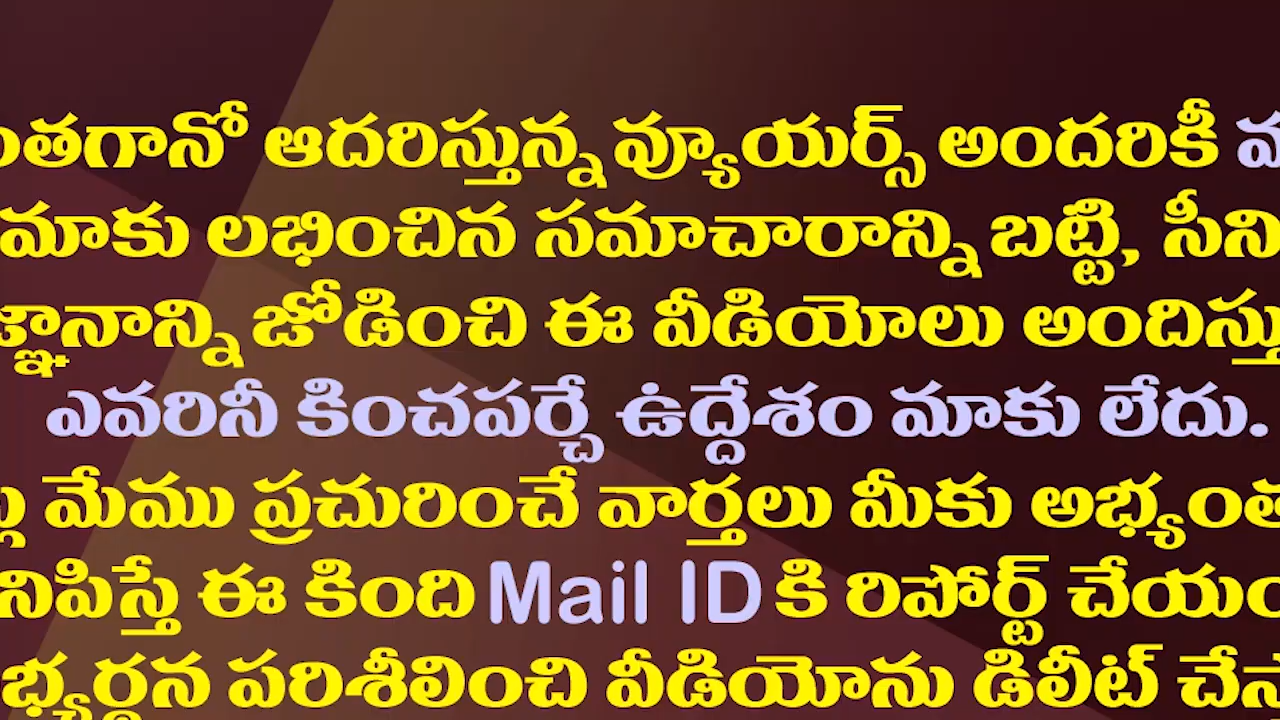 ంతగానో ఆదరిస్తున్న వ్యూయర్స్ అందరికీ
మాకు లభించిన సమాచారాన్ని బట్టి, సీని
జ్ఞానాన్ని జోడించి ఈ వీడియోలు అందిస్తు
ఎవరినీ కించపర్చే ఉద్దేశం మాకు లేదు.
మేము ప్రచురించే వార్తలు మీకు అభ్యంత
నిపిస్తే ఈ కింది Mail ID కి రిపోర్ట్ చేయం
భ్యర్థన పరిశీలించి వీడియోను డిలీట్ చేస